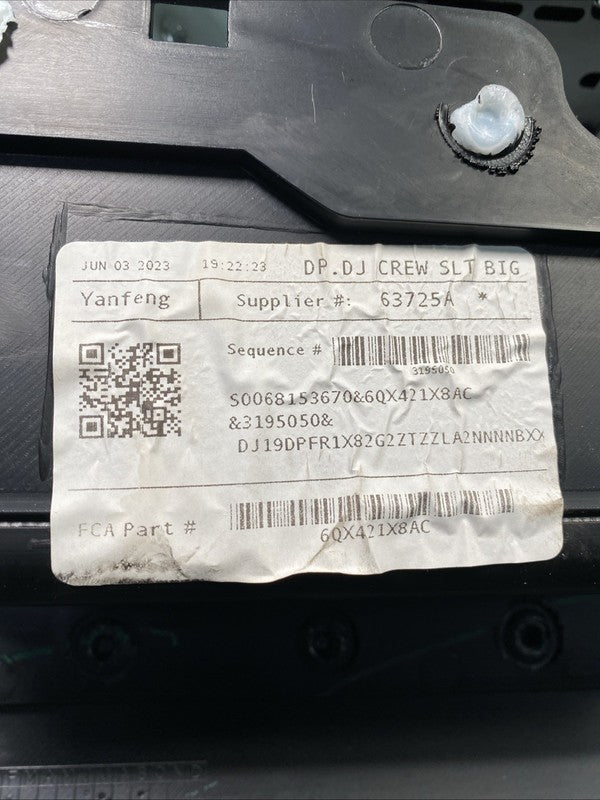 JUN 03 2023 19:22:23 DP.DJ CREW SLT BIG
Yanfeng Supplier #: 63725A *
Sequence #
3195050
S0068153670&6QX421X8AC
&3195050&
DJ19DPFR1X82G2ZTZZLA2NNNNBXX
FCA Part #
6QX421X8AC